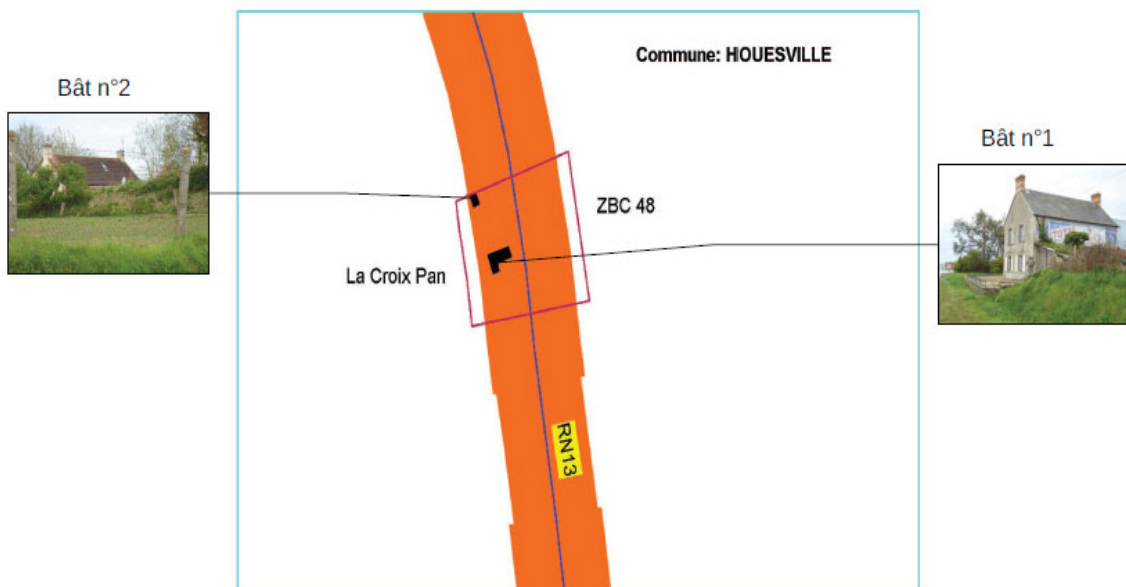 Commune: HOUESVILLE
Bât n°2
Bât n°1
ZBC 48
La Croix Pan
RN13